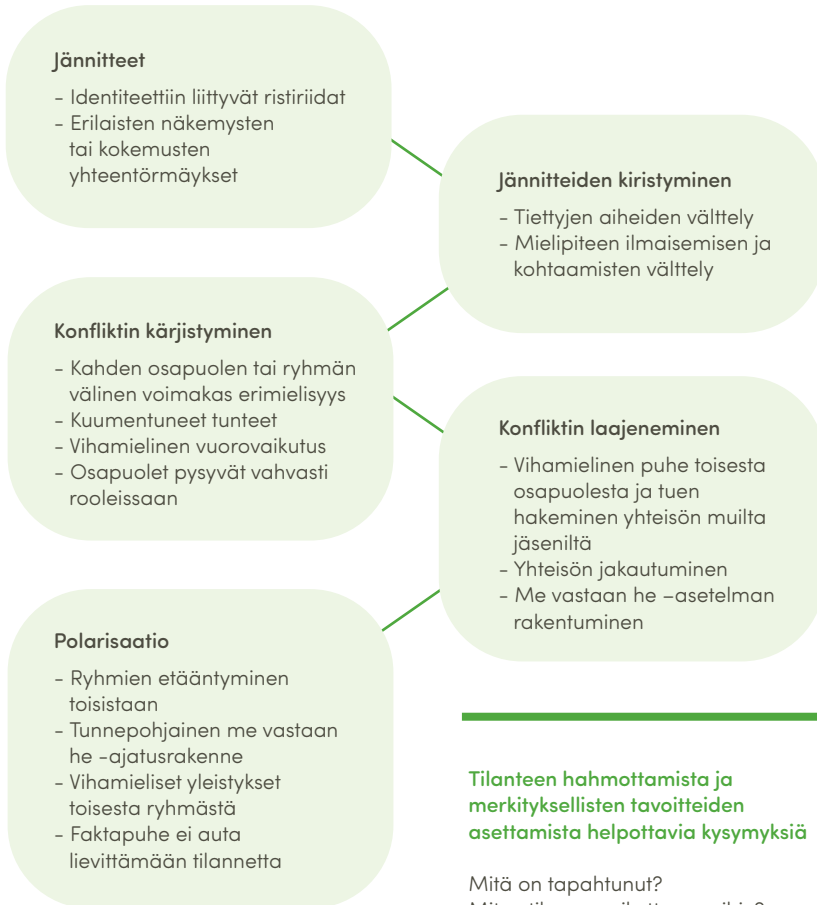 Jännitteet
- Identiteettiin liittyvät ristiriidat
- Erilaisten näkemysten
tai kokemusten
yhteentörmäykset
Jännitteiden kiristyminen
- Tiettyjen aiheiden välttely
- Mielipiteen ilmaisemisen ja
kohtaamisten välttely
Konfliktin kärjistyminen
- Kahden osapuolen tai ryhmän
välinen voimakas erimielisyys
- Kuumentuneet tunteet
- Vihamielinen vuorovaikutus
- Osapuolet pysyvät vahvasti
rooleissaan
Konfliktin laajeneminen
- Vihamielinen puhe toisesta
osapuolesta ja tuen
hakeminen yhteisön muilta
jäseniltä
- Yhteisön jakautuminen
- Me vastaan he –asetelman
rakentuminen
Polarisaatio
- Ryhmien etääntyminen
toisistaan
- Tunnepohjainen me vastaan
he -ajatusrakenne
- Vihamieliset yleistykset
toisesta ryhmästä
- Faktapuhe ei auta
lievittämään tilannetta
Tilanteen hahmottamista ja
merkityksellisten tavoitteiden
asettamista helpottavia kysymyksiä
Mitä on tapahtunut?